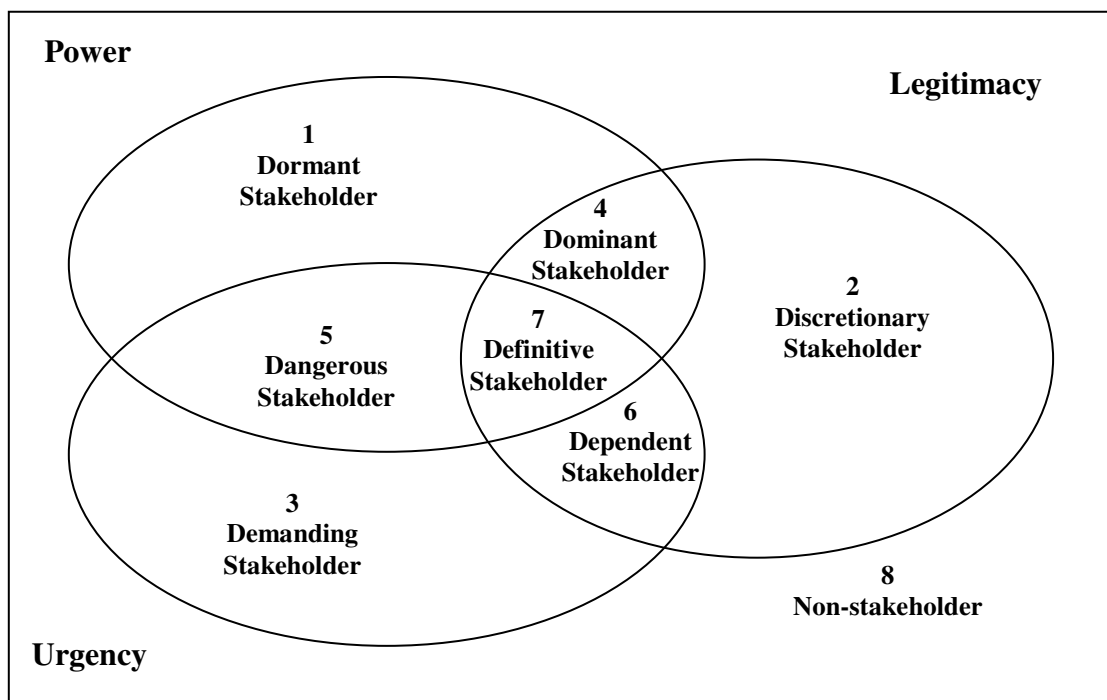 Power
Legitimacy
1
Dormant
Stakeholder
4
Dominant
Stakeholder
2
Discretionary
Stakeholder
5
Dangerous
Stakeholder
7
Definitive
Stakeholder
6
Dependent
Stakeholder
3
Demanding
Stakeholder
8
Non-stakeholder
Urgency